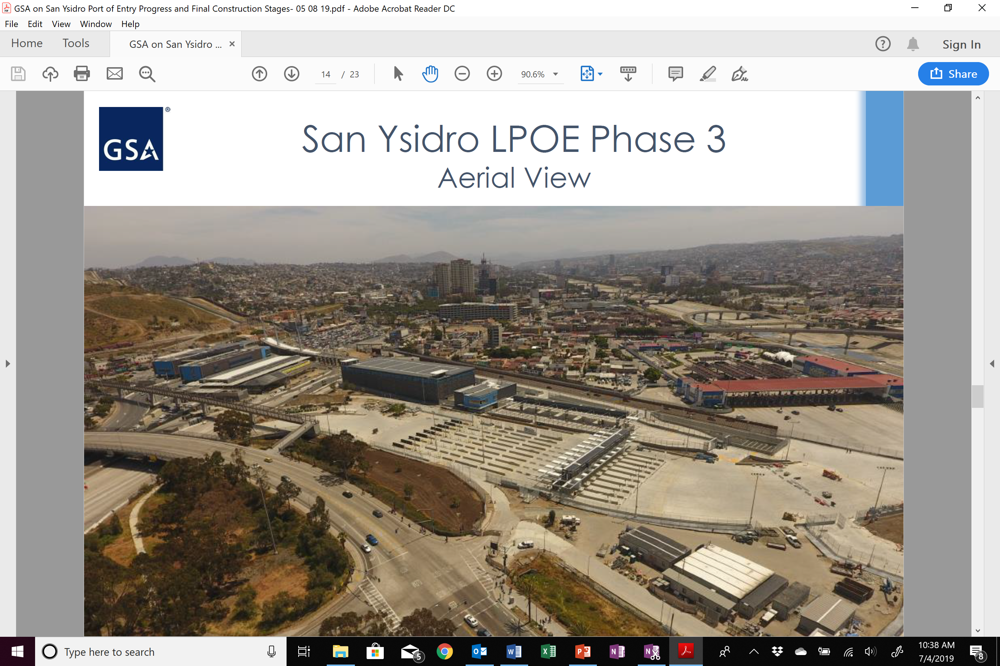 GSA on San Ysidro Port of Entry Progress and Final Construction Stages- 05 08 19.pdf - Adobe Acrobat Reader DC
File Edit View Window Help
Home Tools GSA on San Ysidro ... × Sign In
14 / 23 90.6% Share
GSA ®
San Ysidro LPOE Phase 3
Aerial View
Type here to search
5
10:38 AM
7/4/2019
8